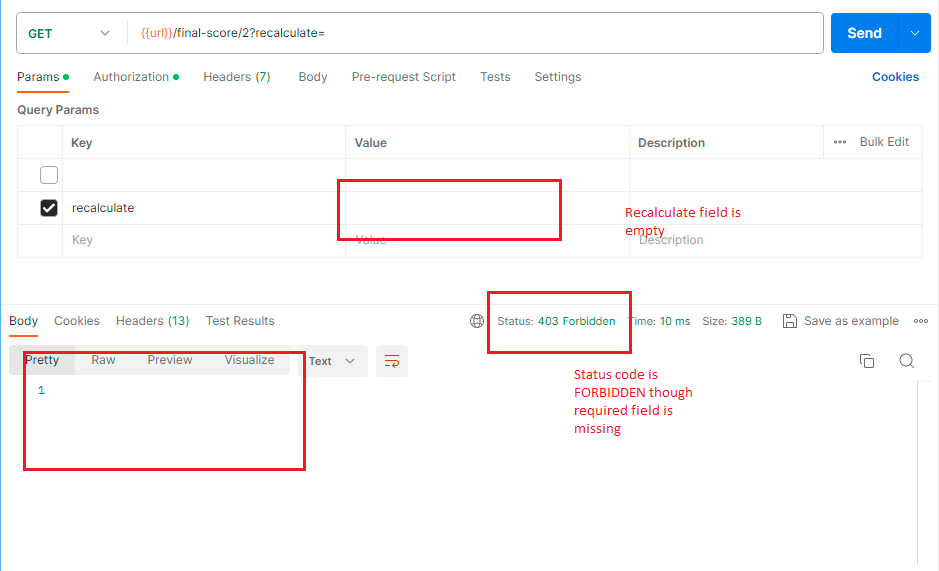 GET {{url}}/final-score/2?recalculate= Send
Params Authorization Headers (7) Body Pre-request Script Tests Settings Cookies
Query Params
Key Value Description ••• Bulk Edit
recalculate
Key Value Description
Recalculate field is
empty
Body Cookies Headers (13) Test Results Status: 403 Forbidden Time: 10 ms Size: 389 B Save as example •••
Pretty Raw Preview Visualize Text
1
Status code is
FORBIDDEN though
required field is
missing